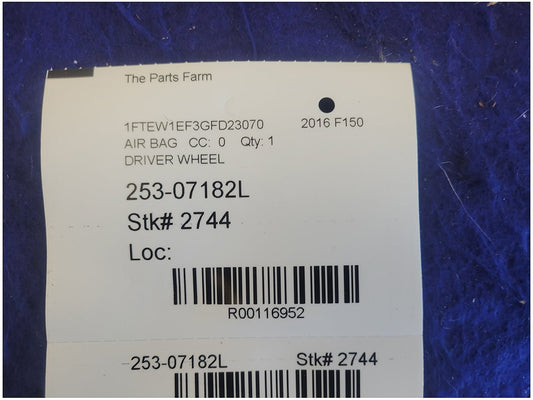 The Parts Farm
1FTEW1EF3GFD23070 2016 F150
AIR BAG CC: 0 Qty: 1
DRIVER WHEEL
253-07182L
Stk# 2744
Loc:
R00116952
253-07182L Stk# 2744